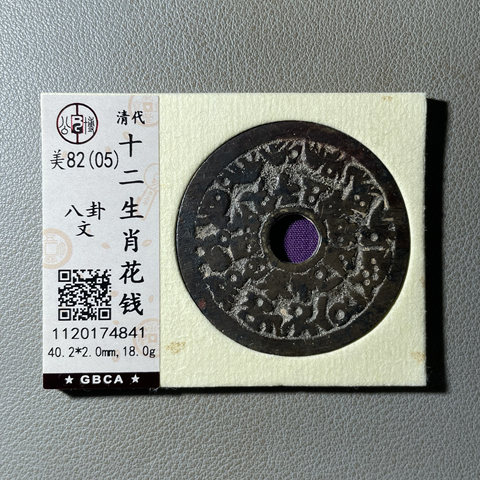 清代
十二生肖花钱
美82(05)
八卦文
1120174841
40.2*2.0mm,18.0g
★ GBCA ★